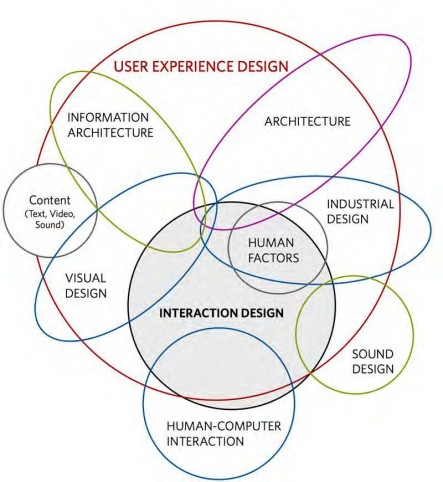 USER EXPERIENCE DESIGN
INFORMATION
ARCHITECTURE
ARCHITECTURE
Content
(Text, Video,
Sound)
INDUSTRIAL
DESIGN
HUMAN
FACTORS
VISUAL
DESIGN
INTERACTION DESIGN
SOUND
DESIGN
HUMAN-COMPUTER
INTERACTION